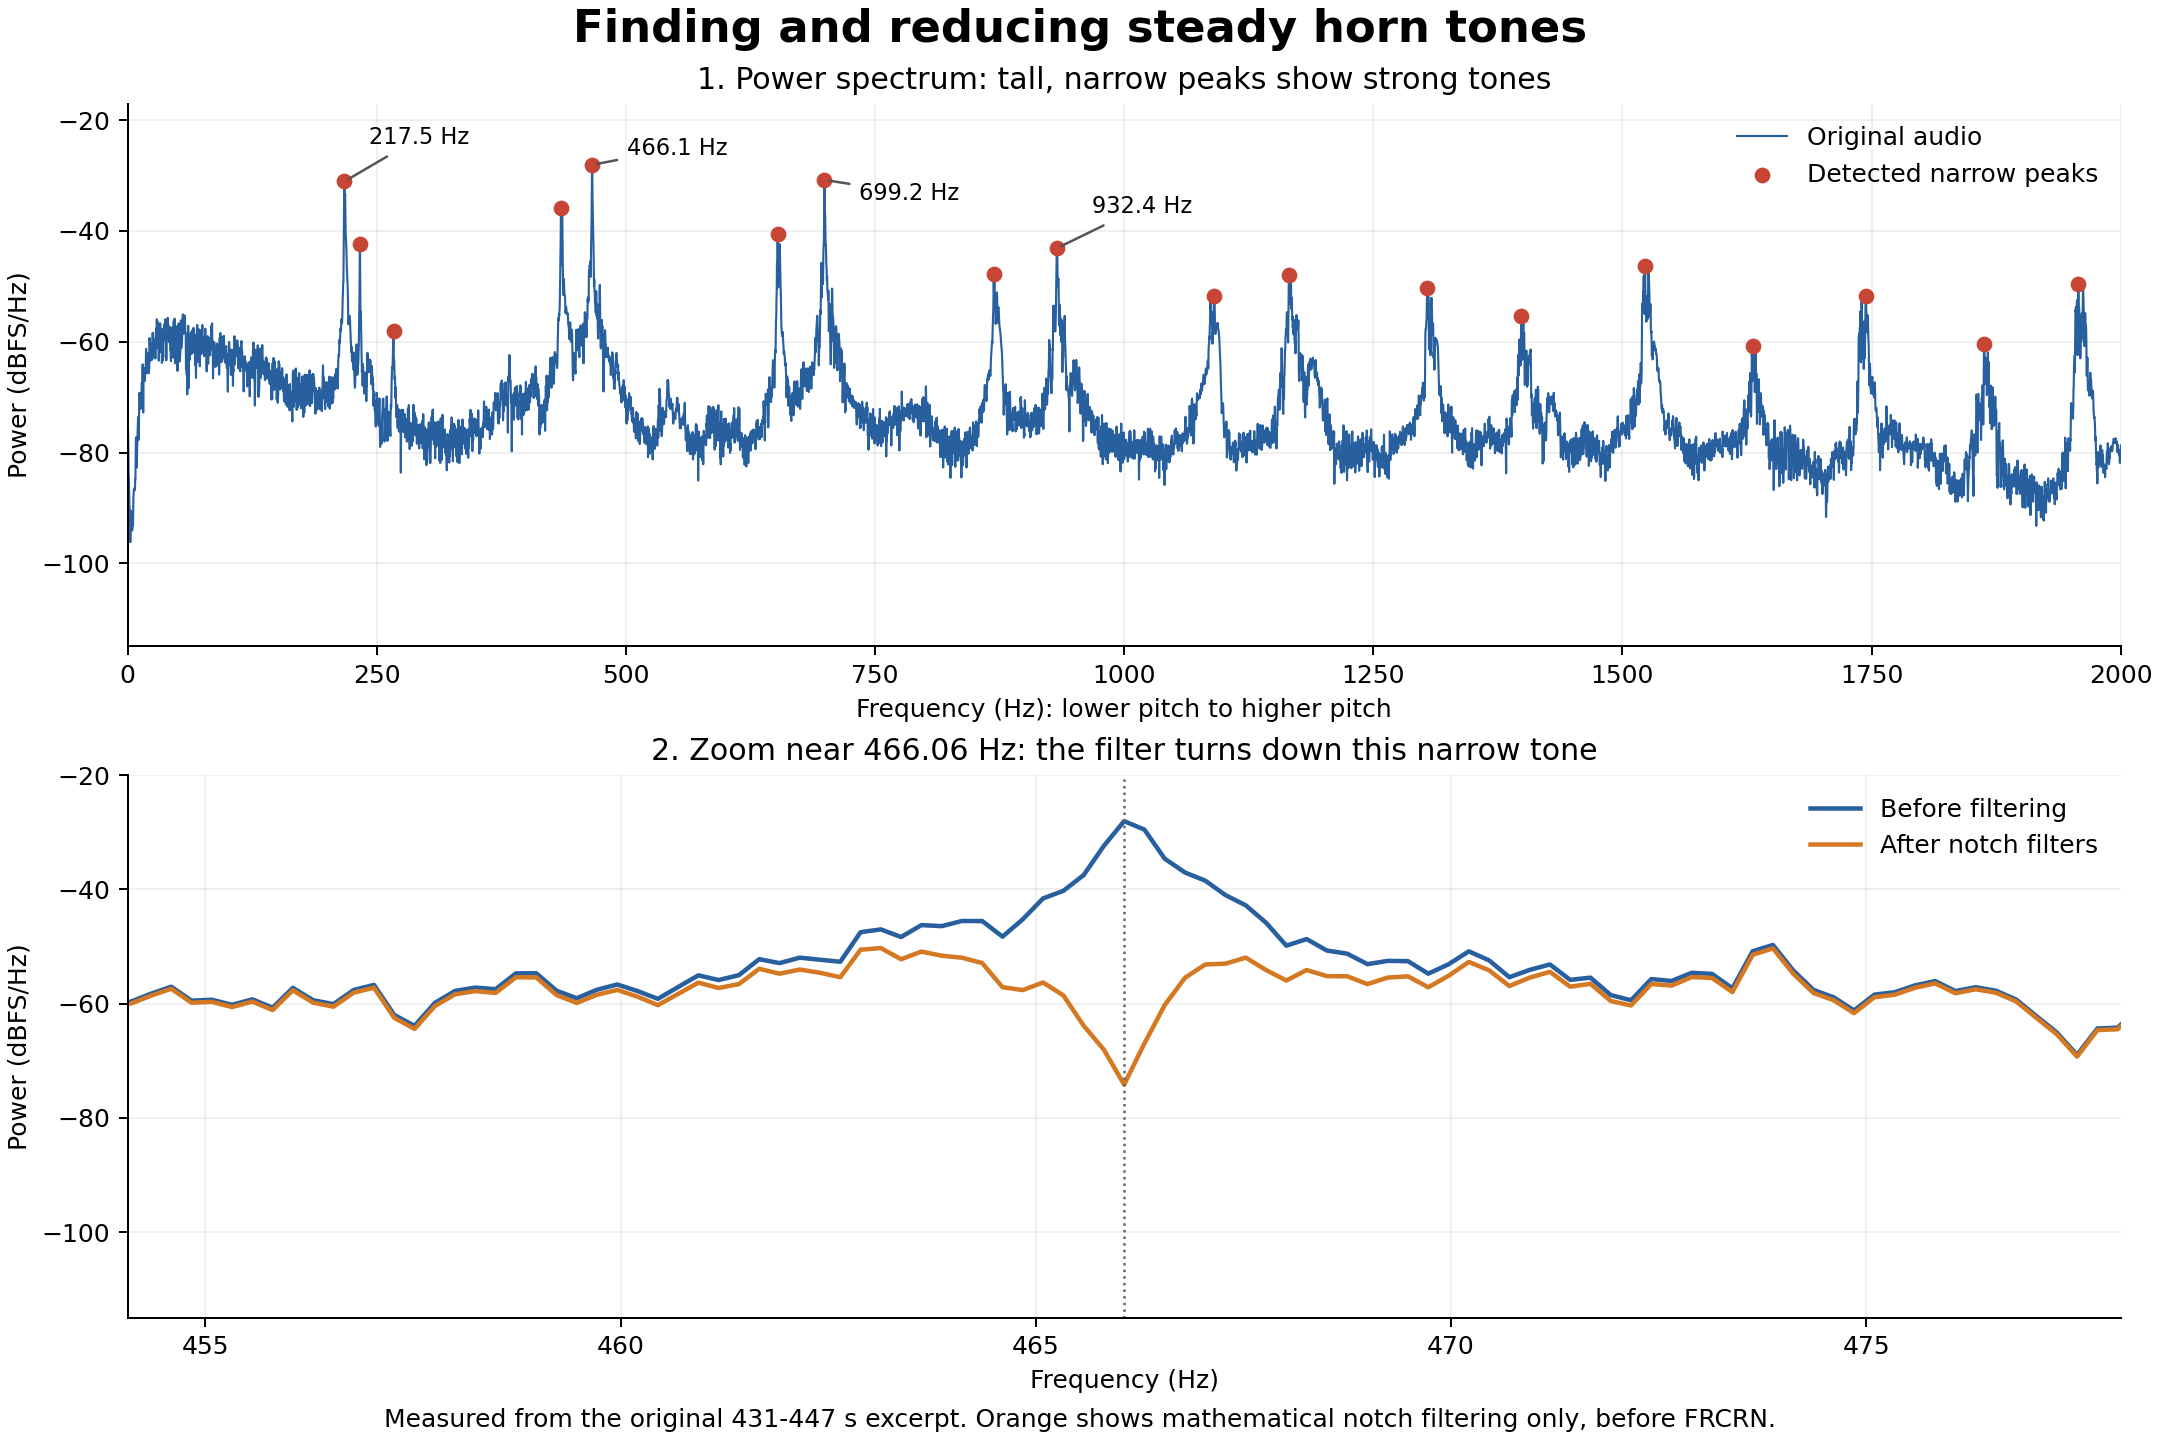 Finding and reducing steady horn tones
1. Power spectrum: tall, narrow peaks show strong tones
217.5 Hz
466.1 Hz
699.2 Hz
932.4 Hz
Original audio
Detected narrow peaks
Power (dBFS/Hz)
−20
−40
−60
−80
−100
0 250 500 750 1000 1250 1500 1750 2000
Frequency (Hz): lower pitch to higher pitch
2. Zoom near 466.06 Hz: the filter turns down this narrow tone
Before filtering
After notch filters
Power (dBFS/Hz)
−20
−40
−60
−80
−100
455 460 465 470 475
Frequency (Hz)
Measured from the original 431-447 s excerpt. Orange shows mathematical notch filtering only, before FRCRN.